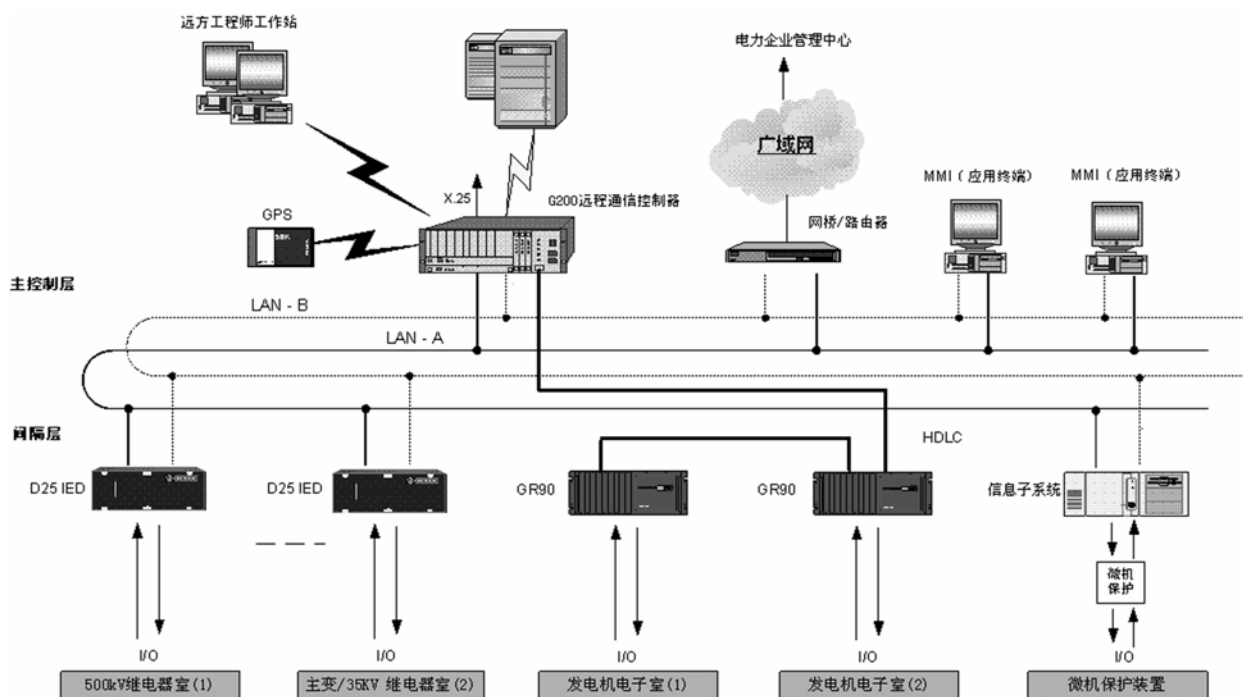 远方工程师工作站
电力企业管理中心
广域网
MMI（应用终端）
MMI（应用终端）
X.25
G200远程通信控制器
网桥/路由器
GPS
主控制层
LAN - B
LAN - A
间隔层
HDLC
D25 IED
D25 IED
GR90
GR90
信息子系统
微机
保护
I/O
I/O
I/O
I/O
I/O
500kV继电器室(1)
主变/35KV 继电器室(2)
发电机电子室(1)
发电机电子室(2)
微机保护装置